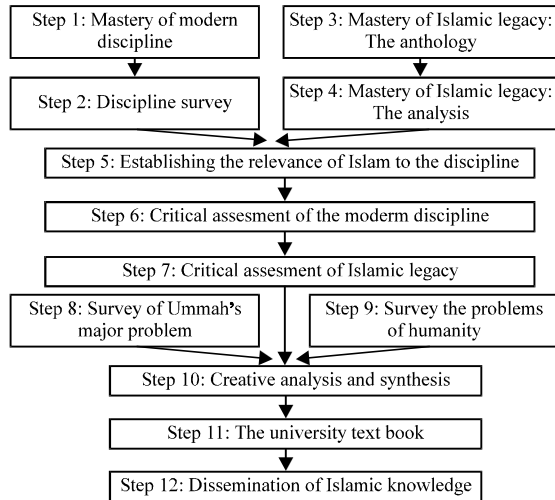 Step 1: Mastery of modern
discipline
Step 3: Mastery of Islamic legacy:
The anthology
Step 2: Discipline survey
Step 4: Mastery of Islamic legacy:
The analysis
Step 5: Establishing the relevance of Islam to the discipline
Step 6: Critical assesment of the moderm discipline
Step 7: Critical assesment of Islamic legacy
Step 8: Survey of Ummah's
major problem
Step 9: Survey the problems
of humanity
Step 10: Creative analysis and synthesis
Step 11: The university text book
Step 12: Dissemination of Islamic knowledge